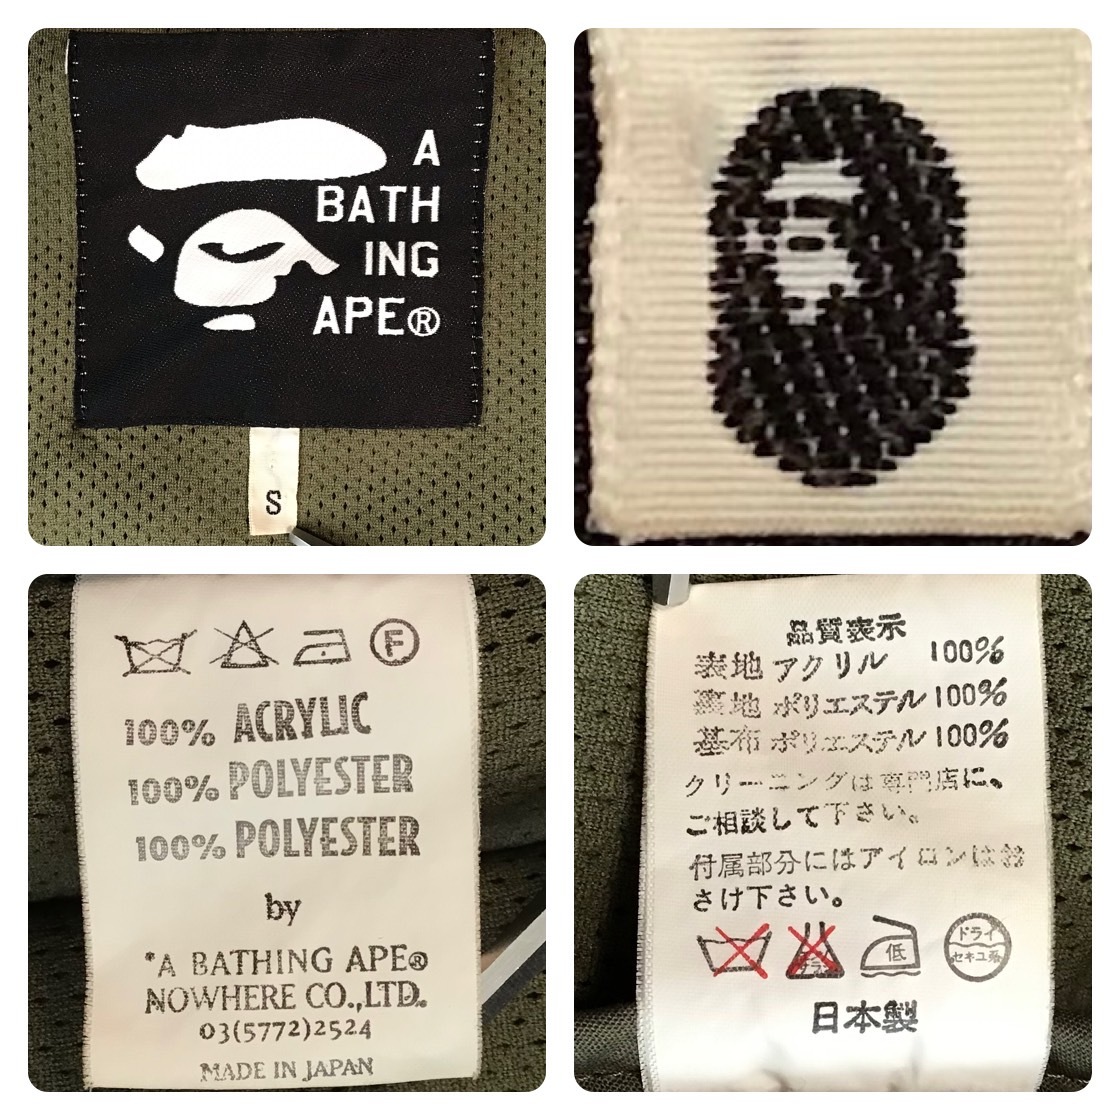 A
BATH
ING
APE®
S
F
100% ACRYLIC
100% POLYESTER
100% POLYESTER
by
*A BATHING APE®
NOWHERE CO.,LTD.
03(5772)2524
MADE IN JAPAN
品質表示
表地 アクリル 100%
裏地 ポリエステル 100%
基布 ポリエステル 100%
クリーニングは専門店に、
ご相談して下さい。
付属部分にはアイロンはお
さけ下さい。
低
ドライ
セキユ系
日本製